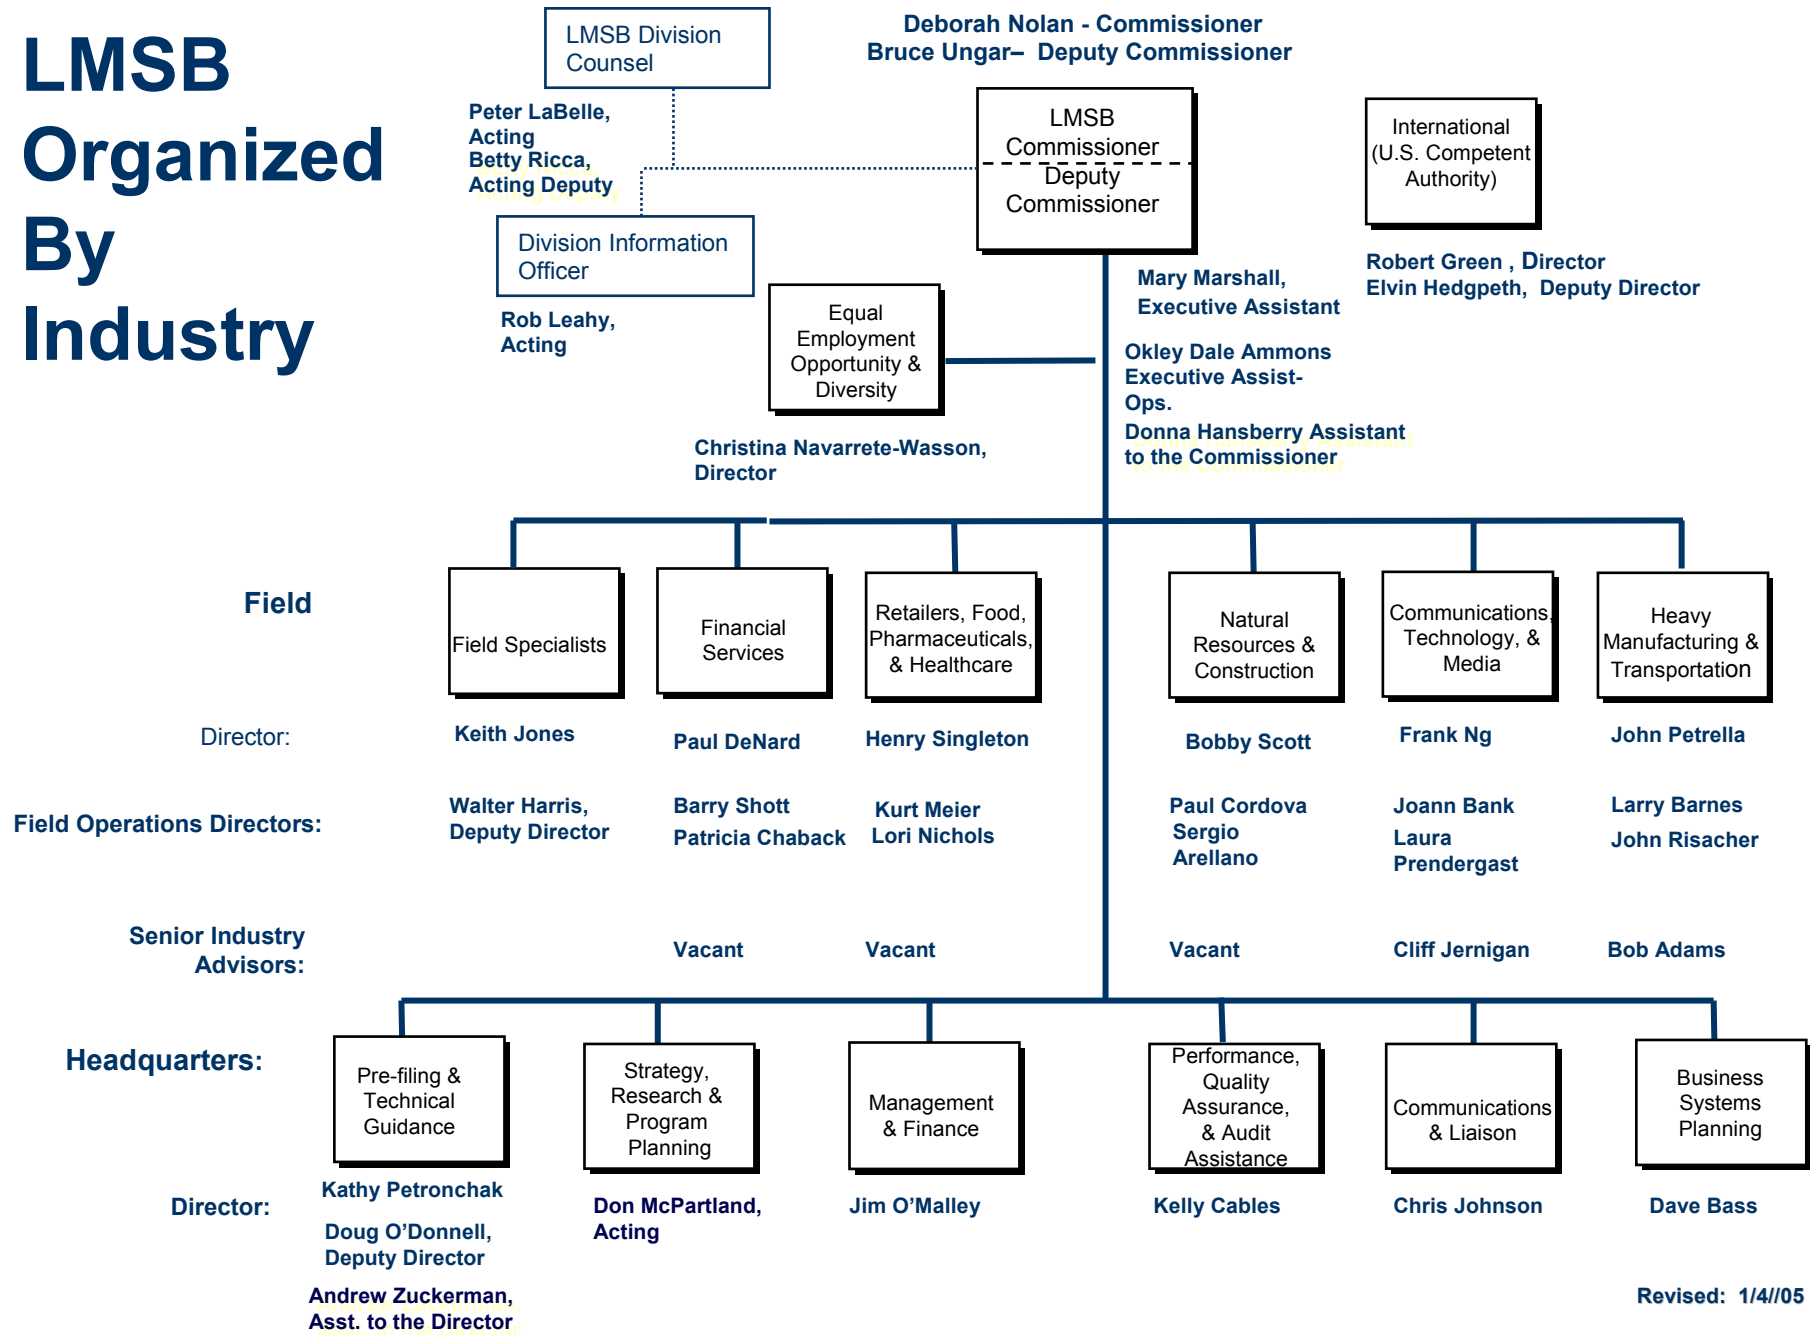 LMSB
Organized
By
Industry
LMSB Division
Counsel
Peter LaBelle,
Acting
Betty Ricca,
Acting Deputy
Division Information
Officer
Rob Leahy,
Acting
Deborah Nolan - Commissioner
Bruce Ungar– Deputy Commissioner
LMSB
Commissioner
Deputy
Commissioner
International
(U.S. Competent
Authority)
Robert Green , Director
Elvin Hedgpeth, Deputy Director
Mary Marshall,
Executive Assistant
Okley Dale Ammons
Executive Assist-
Ops.
Donna Hansberry Assistant
to the Commissioner
Equal
Employment
Opportunity &
Diversity
Christina Navarrete-Wasson,
Director
Field
Field Specialists
Financial
Services
Retailers, Food,
Pharmaceuticals,
& Healthcare
Natural
Resources &
Construction
Communications,
Technology, &
Media
Heavy
Manufacturing &
Transportation
Director:
Keith Jones
Paul DeNard
Henry Singleton
Bobby Scott
Frank Ng
John Petrella
Field Operations Directors:
Walter Harris,
Deputy Director
Barry Shott
Patricia Chaback
Kurt Meier
Lori Nichols
Paul Cordova
Sergio
Arellano
Joann Bank
Laura
Prendergast
Larry Barnes
John Risacher
Senior Industry
Advisors:
Vacant
Vacant
Vacant
Cliff Jernigan
Bob Adams
Headquarters:
Pre-filing &
Technical
Guidance
Strategy,
Research &
Program
Planning
Management
& Finance
Performance,
Quality
Assurance,
& Audit
Assistance
Communications
& Liaison
Business
Systems
Planning
Director:
Kathy Petronchak
Doug O’Donnell,
Deputy Director
Andrew Zuckerman,
Asst. to the Director
Don McPartland,
Acting
Jim O’Malley
Kelly Cables
Chris Johnson
Dave Bass
Revised: 1/4//05